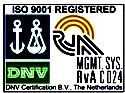 ISO 9001 REGISTERED
DNV
MGMT. SYS.
RvA C 024
DNV Certification B.V., The Netherlands